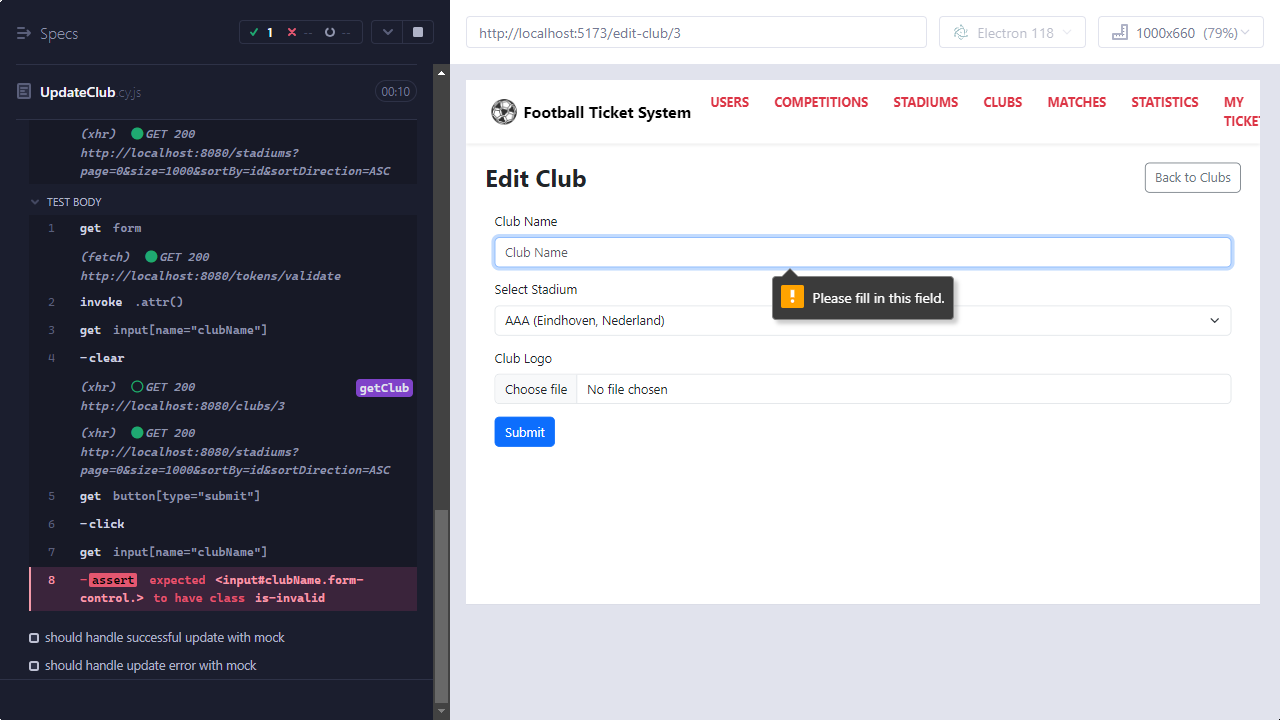 Specs
1
--
--
UpdateClub.cy.js
00:10
(xhr) GET 200
http://localhost:8080/stadiums?
page=0&size=1000&sortBy=id&sortDirection=ASC
TEST BODY
1 get form
(fetch) GET 200
http://localhost:8080/tokens/validate
2 invoke .attr()
3 get input[name="clubName"]
4 -clear
(xhr) GET 200 getClub
http://localhost:8080/clubs/3
(xhr) GET 200
http://localhost:8080/stadiums?
page=0&size=1000&sortBy=id&sortDirection=ASC
5 get button[type="submit"]
6 -click
7 get input[name="clubName"]
8 -assert expected <input#clubName.form-
control.> to have class is-invalid
should handle successful update with mock
should handle update error with mock
http://localhost:5173/edit-club/3
Electron 118
1000x660 (79%)
Football Ticket System
USERS
COMPETITIONS
STADIUMS
CLUBS
MATCHES
STATISTICS
MY
TICKET
Edit Club
Back to Clubs
Club Name
Club Name
Please fill in this field.
Select Stadium
AAA (Eindhoven, Nederland)
Club Logo
Choose file No file chosen
Submit